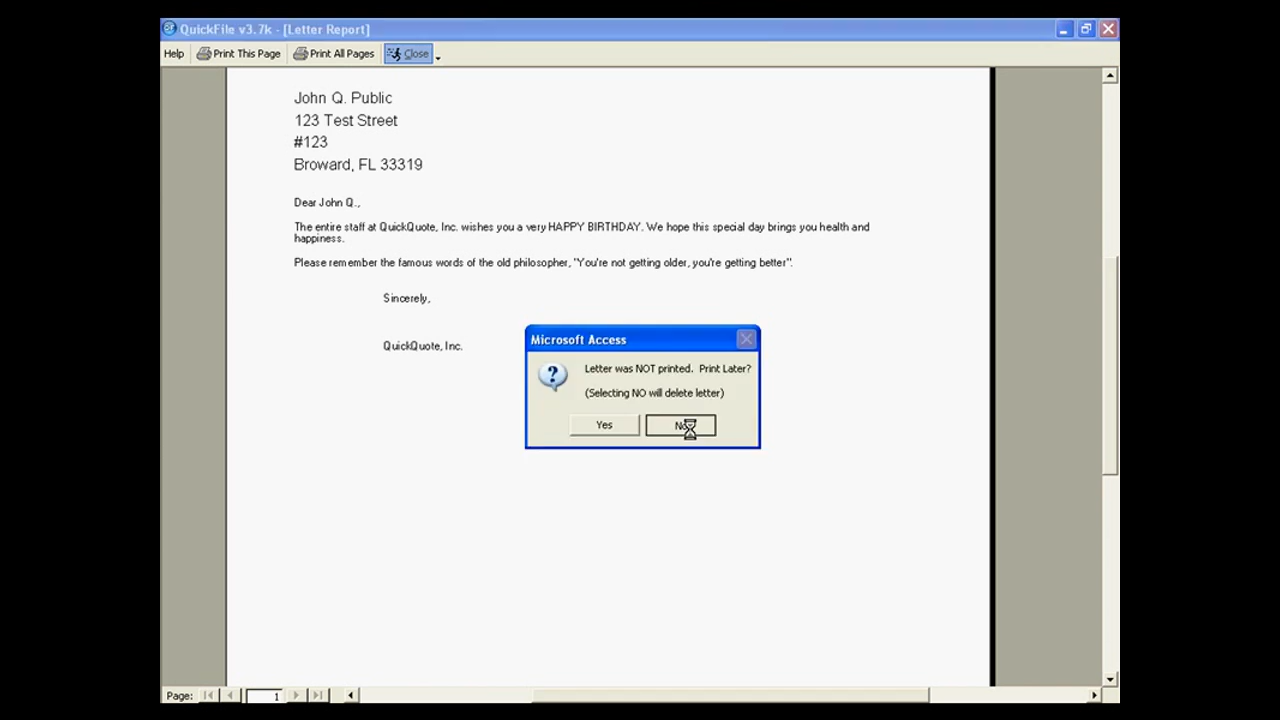 QuickFile v3.7k - [Letter Report]
Help Print This Page Print All Pages Close
John Q. Public
123 Test Street
#123
Broward, FL 33319
Dear John Q.,
The entire staff at QuickQuote, Inc. wishes you a very HAPPY BIRTHDAY. We hope this special day brings you health and
happiness.
Please remember the famous words of the old philosopher, "You're not getting older, you're getting better".
Sincerely,
QuickQuote, Inc.
Microsoft Access
Letter was NOT printed. Print Later?
(Selecting NO will delete letter)
Yes No
Page: 1